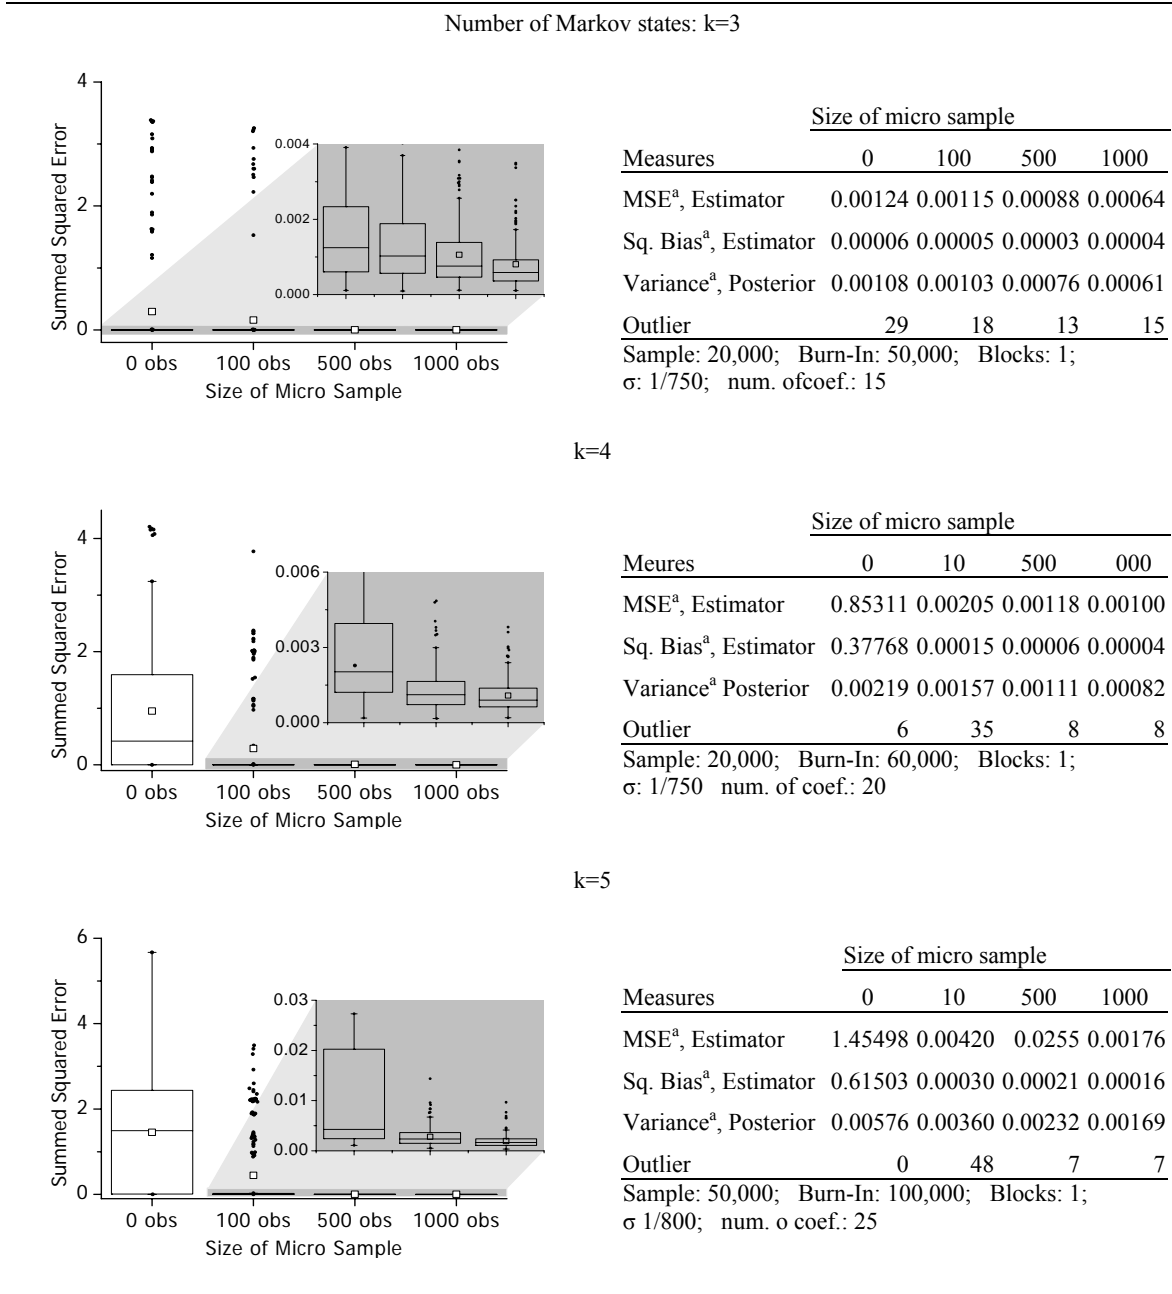 Number of Markov states: k=3
4
2
0
Summed Squared Error
0.004
0.002
0.000
0 obs 100 obs 500 obs 1000 obs
Size of Micro Sample
Size of micro sample
Measures 0 100 500 1000
MSEa, Estimator 0.00124 0.00115 0.00088 0.00064
Sq. Biasa, Estimator 0.00006 0.00005 0.00003 0.00004
Variancea, Posterior 0.00108 0.00103 0.00076 0.00061
Outlier 29 18 13 15
Sample: 20,000; Burn-In: 50,000; Blocks: 1;
σ: 1/750; num. ofcoef.: 15
k=4
4
2
0
Summed Squared Error
0.006
0.003
0.000
0 obs 100 obs 500 obs 1000 obs
Size of Micro Sample
Size of micro sample
Meures 0 10 500 000
MSEa, Estimator 0.85311 0.00205 0.00118 0.00100
Sq. Biasa, Estimator 0.37768 0.00015 0.00006 0.00004
Variancea Posterior 0.00219 0.00157 0.00111 0.00082
Outlier 6 35 8 8
Sample: 20,000; Burn-In: 60,000; Blocks: 1;
σ: 1/750 num. of coef.: 20
k=5
6
4
2
0
Summed Squared Error
0.03
0.02
0.01
0.00
0 obs 100 obs 500 obs 1000 obs
Size of Micro Sample
Size of micro sample
Measures 0 10 500 1000
MSEa, Estimator 1.45498 0.00420 0.0255 0.00176
Sq. Biasa, Estimator 0.61503 0.00030 0.00021 0.00016
Variancea, Posterior 0.00576 0.00360 0.00232 0.00169
Outlier 0 48 7 7
Sample: 50,000; Burn-In: 100,000; Blocks: 1;
σ 1/800; num. o coef.: 25